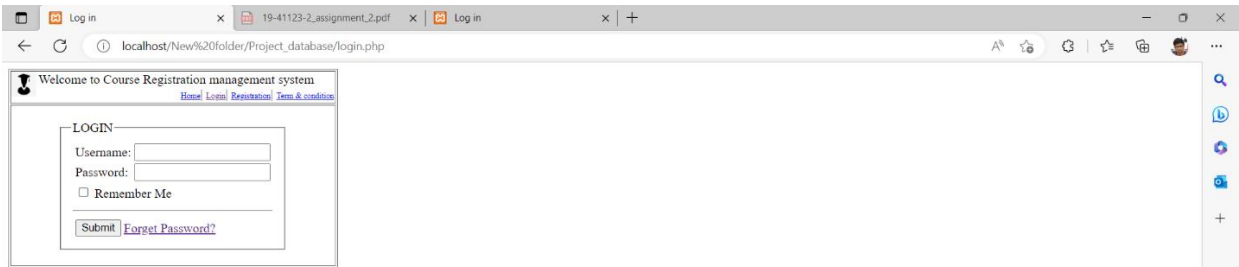 Log in
19-41123-2_assignment_2.pdf
Log in
localhost/New%20folder/Project_database/login.php
Welcome to Course Registration management system
Home| Login| Registration| Term & condition
LOGIN
Username:
Password:
Remember Me
Submit Forget Password?